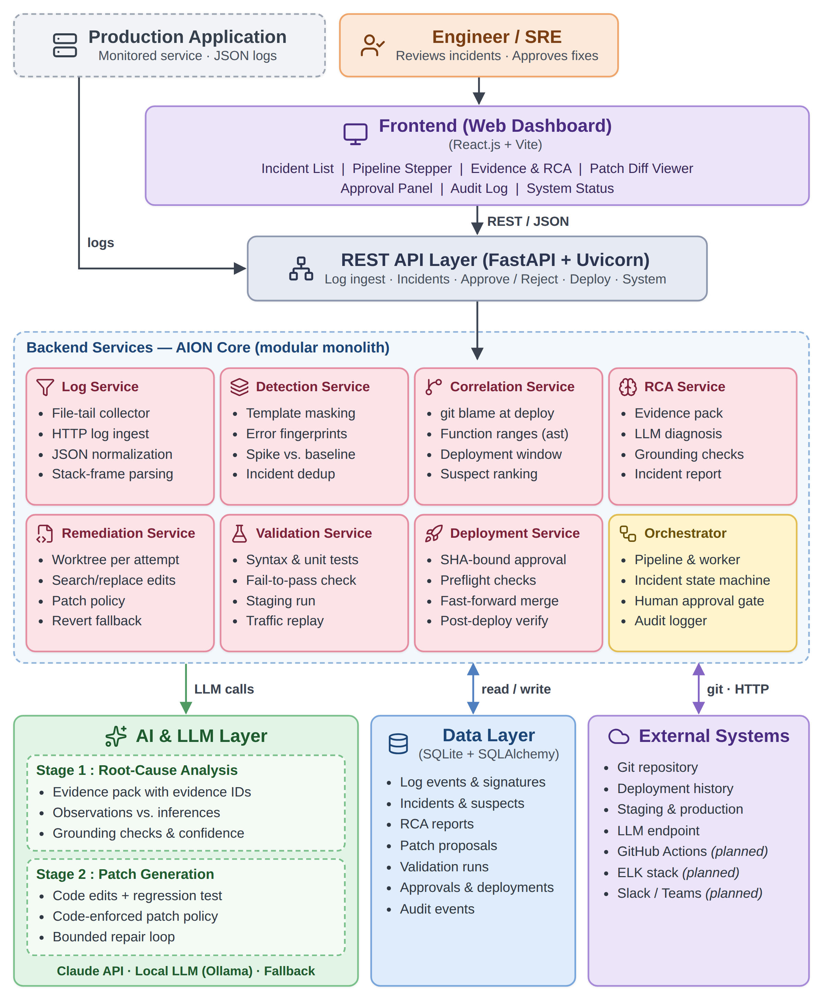 Production Application
Monitored service · JSON logs
Engineer / SRE
Reviews incidents · Approves fixes
Frontend (Web Dashboard)
(React.js + Vite)
Incident List | Pipeline Stepper | Evidence & RCA | Patch Diff Viewer
Approval Panel | Audit Log | System Status
REST / JSON
logs
REST API Layer (FastAPI + Uvicorn)
Log ingest · Incidents · Approve / Reject · Deploy · System
Backend Services — AION Core (modular monolith)
Log Service
• File-tail collector
• HTTP log ingest
• JSON normalization
• Stack-frame parsing
Detection Service
• Template masking
• Error fingerprints
• Spike vs. baseline
• Incident dedup
Correlation Service
• git blame at deploy
• Function ranges (ast)
• Deployment window
• Suspect ranking
RCA Service
• Evidence pack
• LLM diagnosis
• Grounding checks
• Incident report
Remediation Service
• Worktree per attempt
• Search/replace edits
• Patch policy
• Revert fallback
Validation Service
• Syntax & unit tests
• Fail-to-pass check
• Staging run
• Traffic replay
Deployment Service
• SHA-bound approval
• Preflight checks
• Fast-forward merge
• Post-deploy verify
Orchestrator
• Pipeline & worker
• Incident state machine
• Human approval gate
• Audit logger
LLM calls
read / write
git · HTTP
AI & LLM Layer
Stage 1 : Root-Cause Analysis
• Evidence pack with evidence IDs
• Observations vs. inferences
• Grounding checks & confidence
Stage 2 : Patch Generation
• Code edits + regression test
• Code-enforced patch policy
• Bounded repair loop
Claude API · Local LLM (Ollama) · Fallback
Data Layer
(SQLite + SQLAlchemy)
• Log events & signatures
• Incidents & suspects
• RCA reports
• Patch proposals
• Validation runs
• Approvals & deployments
• Audit events
External Systems
• Git repository
• Deployment history
• Staging & production
• LLM endpoint
• GitHub Actions (planned)
• ELK stack (planned)
• Slack / Teams (planned)